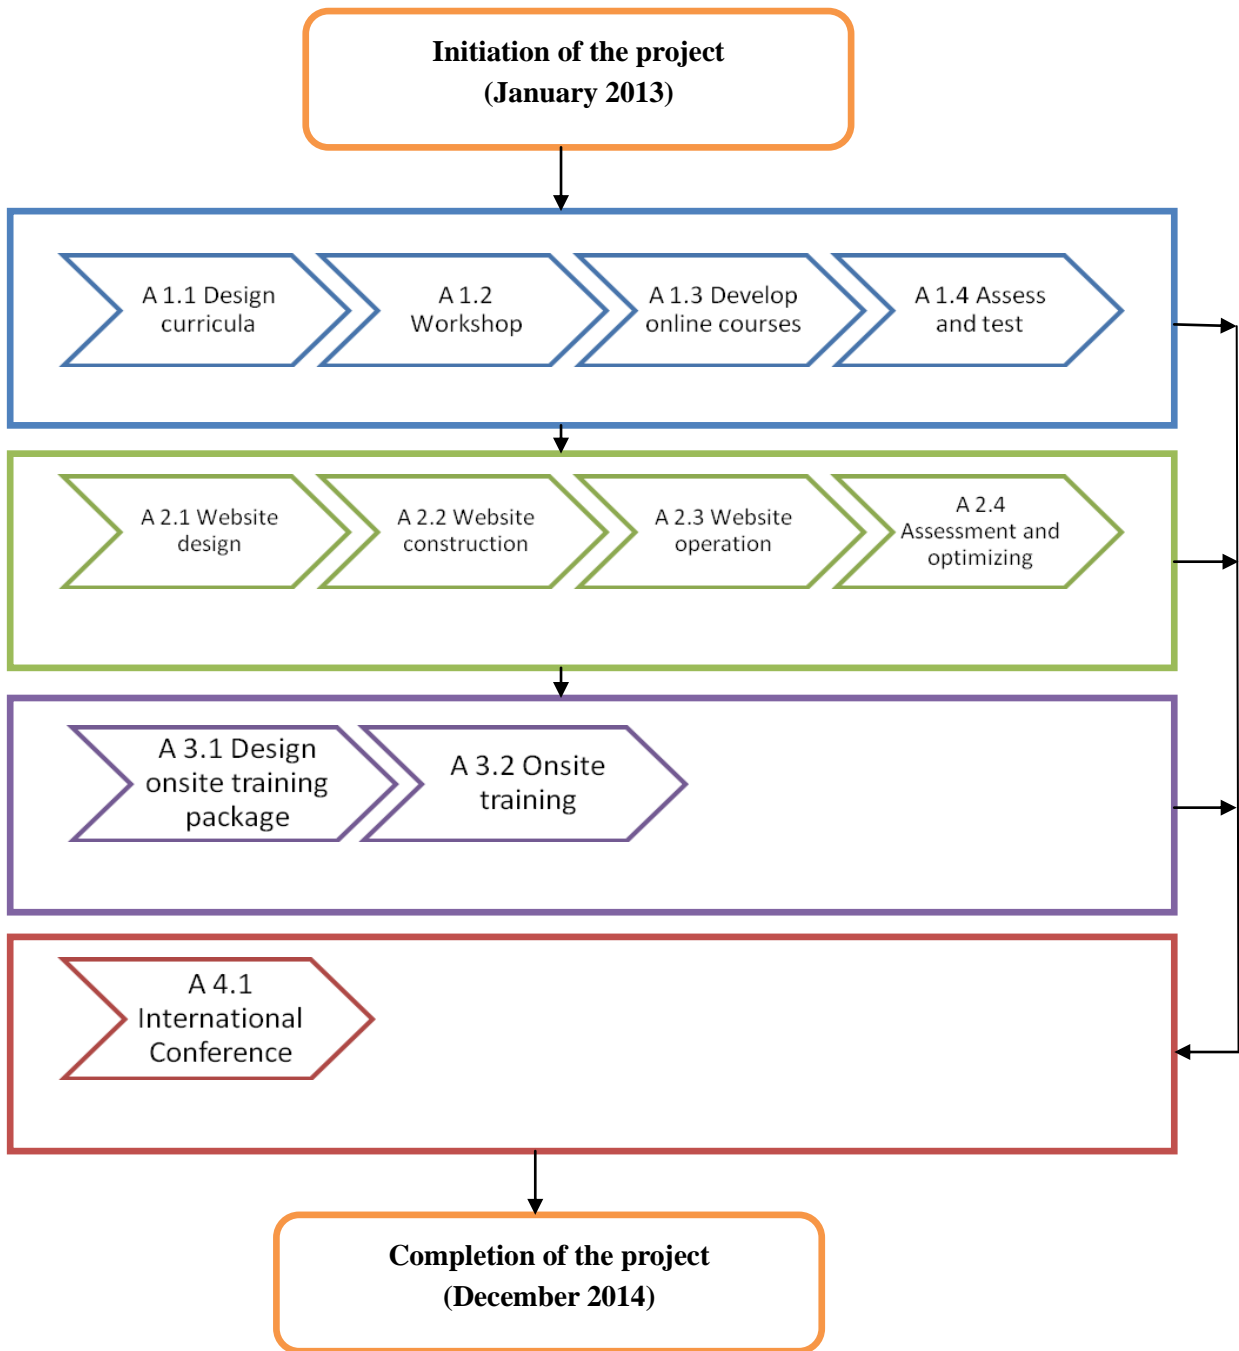 Initiation of the project
(January 2013)
A 1.1 Design
curricula
A 1.2
Workshop
A 1.3 Develop
online courses
A 1.4 Assess
and test
A 2.1 Website
design
A 2.2 Website
construction
A 2.3 Website
operation
A 2.4
Assessment and
optimizing
A 3.1 Design
onsite training
package
A 3.2 Onsite
training
A 4.1
International
Conference
Completion of the project
(December 2014)